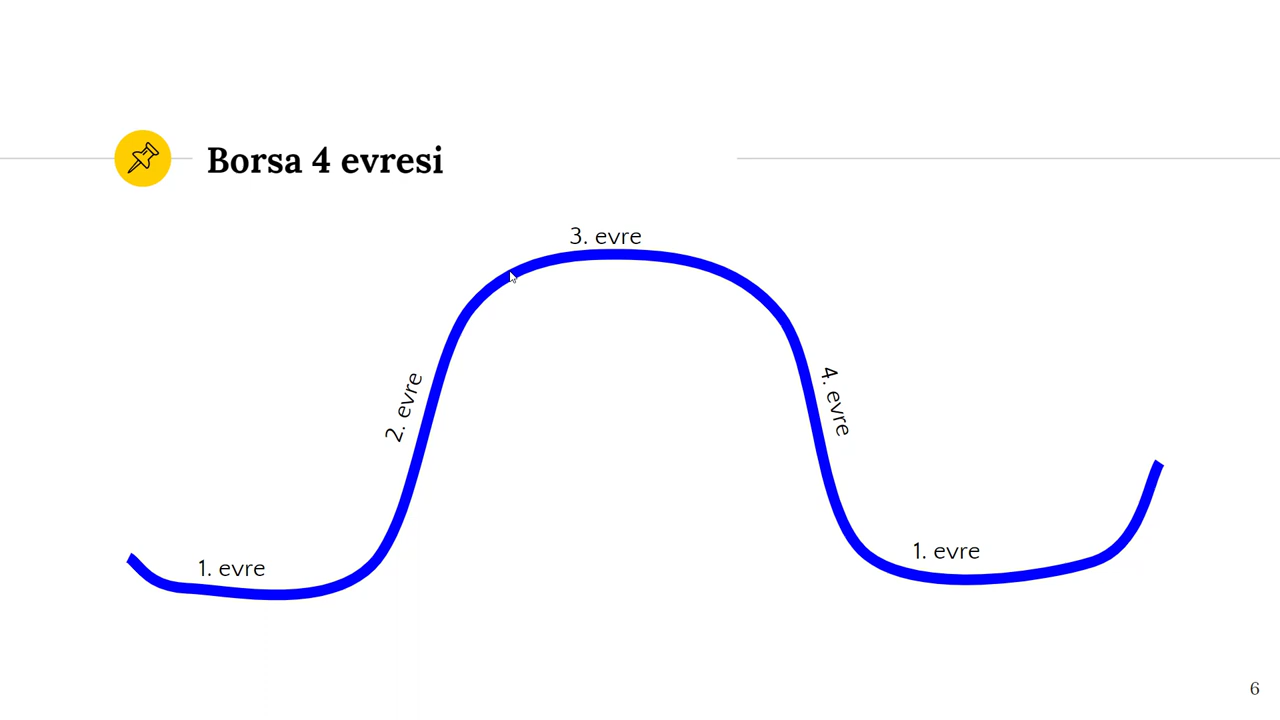 Borsa 4 evresi
3. evre
2. evre
4. evre
1. evre
1. evre
6